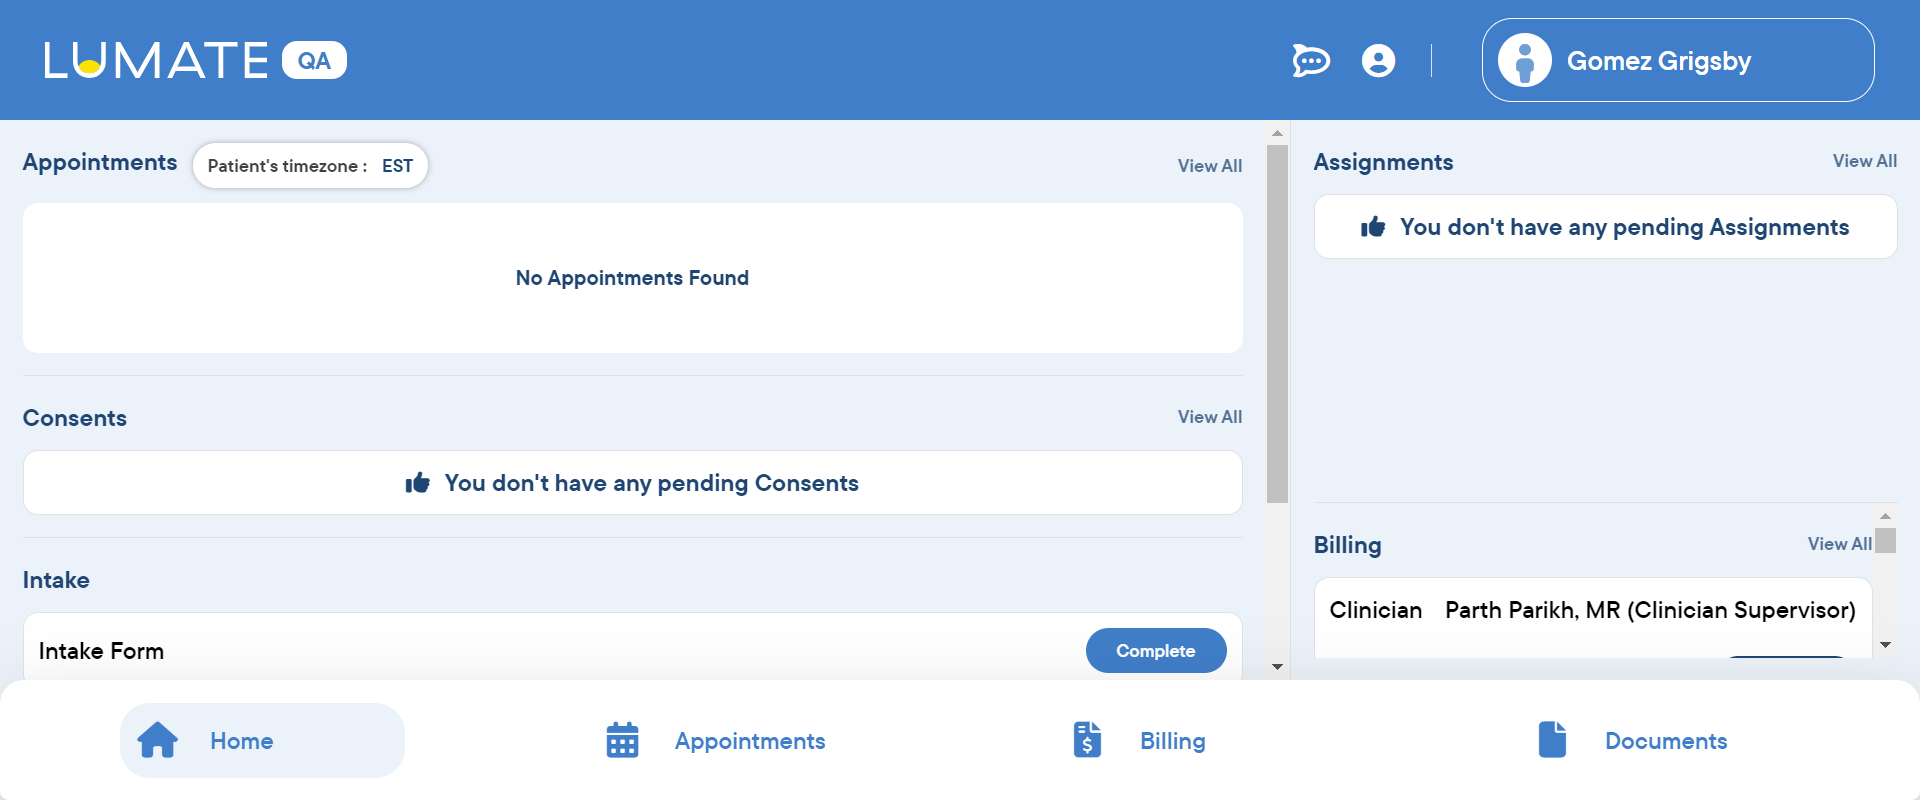 LUMATE QA
Gomez Grigsby
Appointments
Patient's timezone : EST
View All
No Appointments Found
Consents
View All
You don't have any pending Consents
Intake
Intake Form
Complete
Assignments
View All
You don't have any pending Assignments
Billing
View All
Clinician Parth Parikh, MR (Clinician Supervisor)
Home
Appointments
Billing
Documents